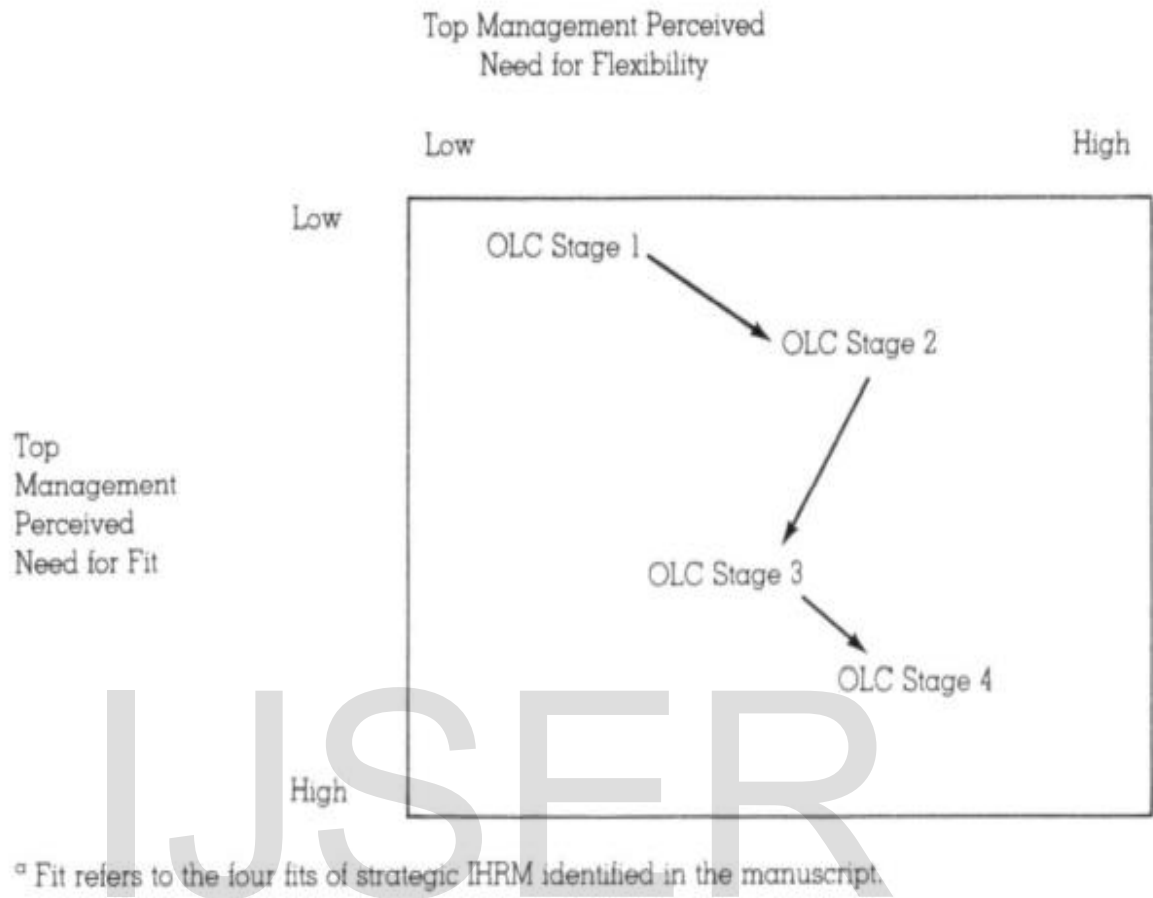 Top Management Perceived
Need for Flexibility
Low
High
Low
OLC Stage 1
OLC Stage 2
Top
Management
Perceived
Need for Fit
OLC Stage 3
OLC Stage 4
High
IJSER
ᵃ Fit refers to the four fits of strategic IHRM identified in the manuscript.